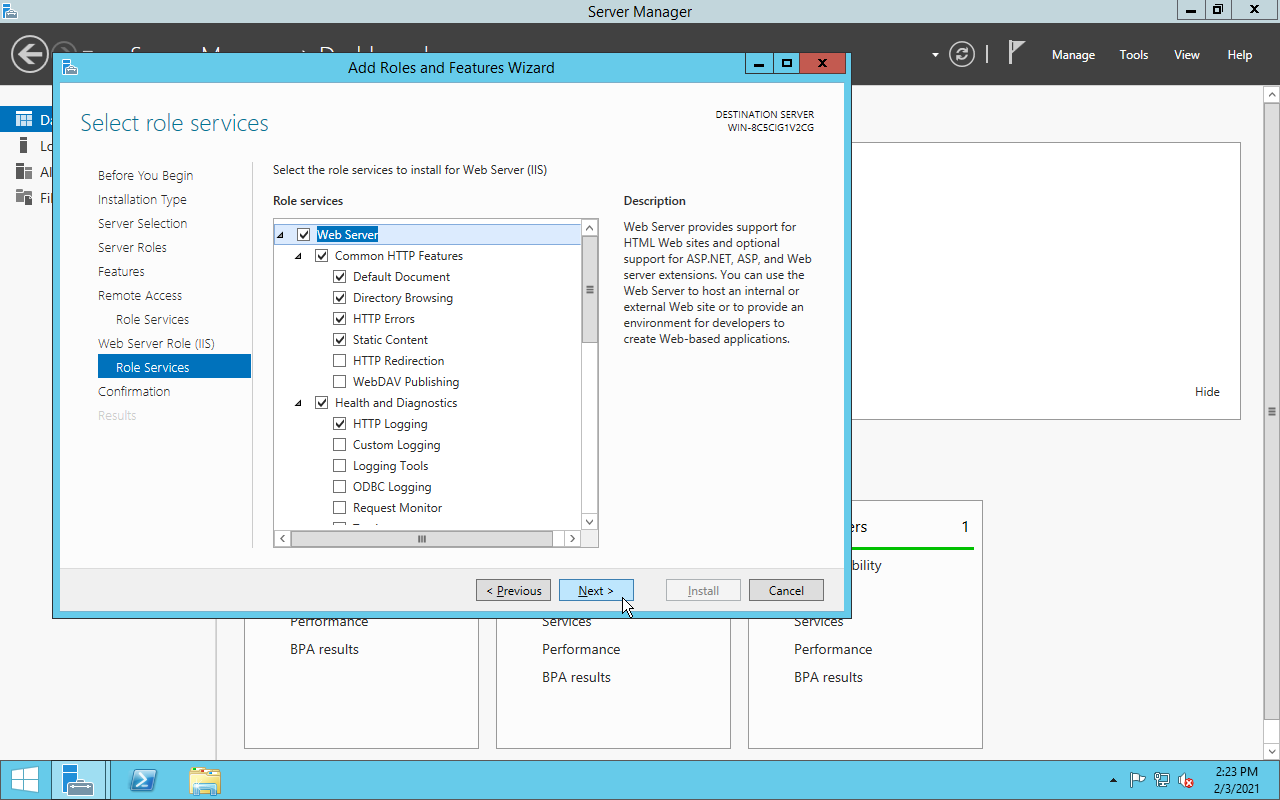 Server Manager
Manage
Tools
View
Help
Add Roles and Features Wizard
Select role services
DESTINATION SERVER
WIN-8C5CIG1V2CG
Before You Begin
Installation Type
Server Selection
Server Roles
Features
Remote Access
Role Services
Web Server Role (IIS)
Role Services
Confirmation
Results
Select the role services to install for Web Server (IIS)
Role services
Web Server
Common HTTP Features
Default Document
Directory Browsing
HTTP Errors
Static Content
HTTP Redirection
WebDAV Publishing
Health and Diagnostics
HTTP Logging
Custom Logging
Logging Tools
ODBC Logging
Request Monitor
Description
Web Server provides support for
HTML Web sites and optional
support for ASP.NET, ASP, and Web
server extensions. You can use the
Web Server to host an internal or
external Web site or to provide an
environment for developers to
create Web-based applications.
< Previous
Next >
Install
Cancel
Hide
ers 1
bility
Performance
BPA results
Services
Performance
BPA results
Services
Performance
BPA results
2:23 PM
2/3/2021